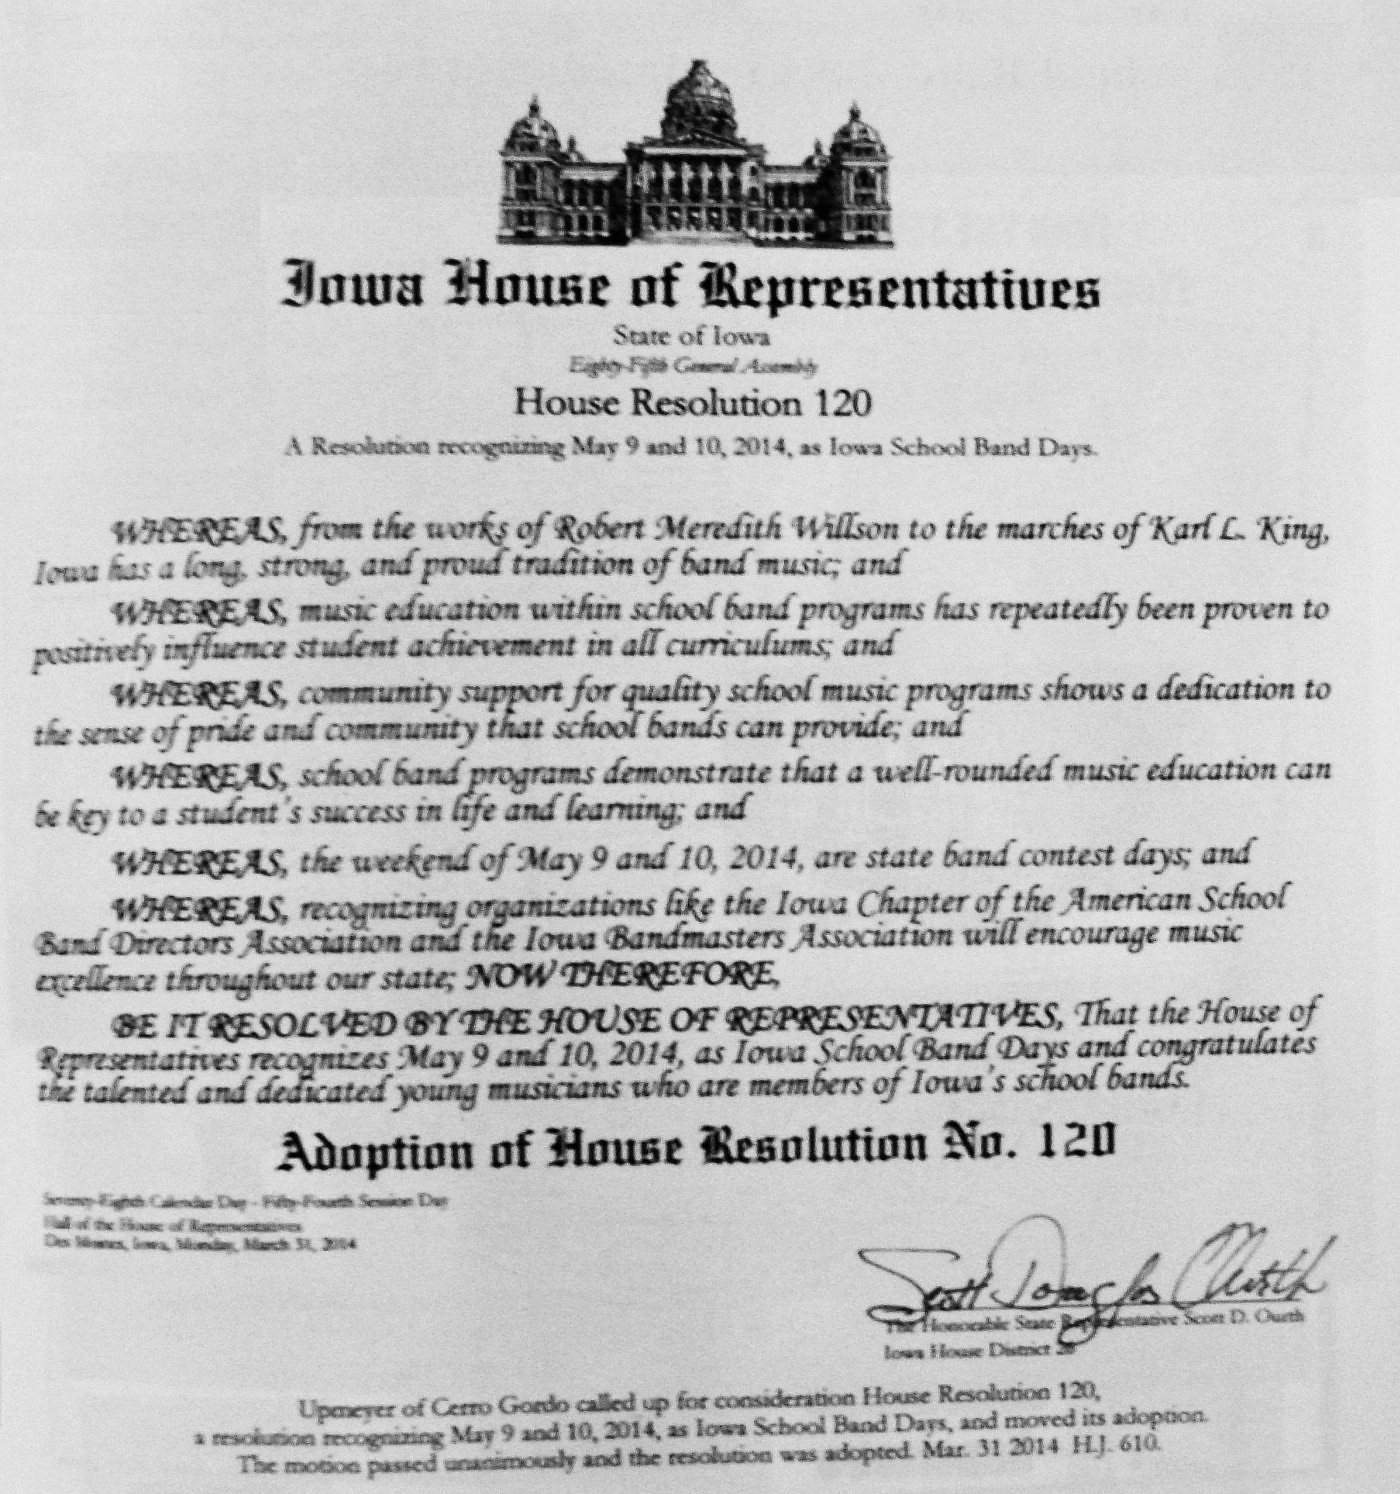 Iowa House of Representatives
State of Iowa
Eighty-Fifth General Assembly
House Resolution 120
A Resolution recognizing May 9 and 10, 2014, as Iowa School Band Days.
WHEREAS, from the works of Robert Meredith Willson to the marches of Karl L. King,
Iowa has a long, strong, and proud tradition of band music; and
WHEREAS, music education within school band programs has repeatedly been proven to
positively influence student achievement in all curriculums; and
WHEREAS, community support for quality school music programs shows a dedication to
the sense of pride and community that school bands can provide; and
WHEREAS, school band programs demonstrate that a well-rounded music education can
be key to a student's success in life and learning; and
WHEREAS, the weekend of May 9 and 10, 2014, are state band contest days; and
WHEREAS, recognizing organizations like the Iowa Chapter of the American School
Band Directors Association and the Iowa Bandmasters Association will encourage music
excellence throughout our state; NOW THEREFORE,
BE IT RESOLVED BY THE HOUSE OF REPRESENTATIVES, That the House of
Representatives recognizes May 9 and 10, 2014, as Iowa School Band Days and congratulates
the talented and dedicated young musicians who are members of Iowa's school bands.
Adoption of House Resolution No. 120
Seventy-Eighth Calendar Day - Fifty-Fourth Session Day
Hall of the House of Representatives
Des Moines, Iowa, Monday, March 31, 2014
Scott Douglas Ourth
The Honorable State Representative Scott D. Ourth
Iowa House District 26
Upmeyer of Cerro Gordo called up for consideration House Resolution 120,
a resolution recognizing May 9 and 10, 2014, as Iowa School Band Days, and moved its adoption.
The motion passed unanimously and the resolution was adopted. Mar. 31 2014 H.J. 610.